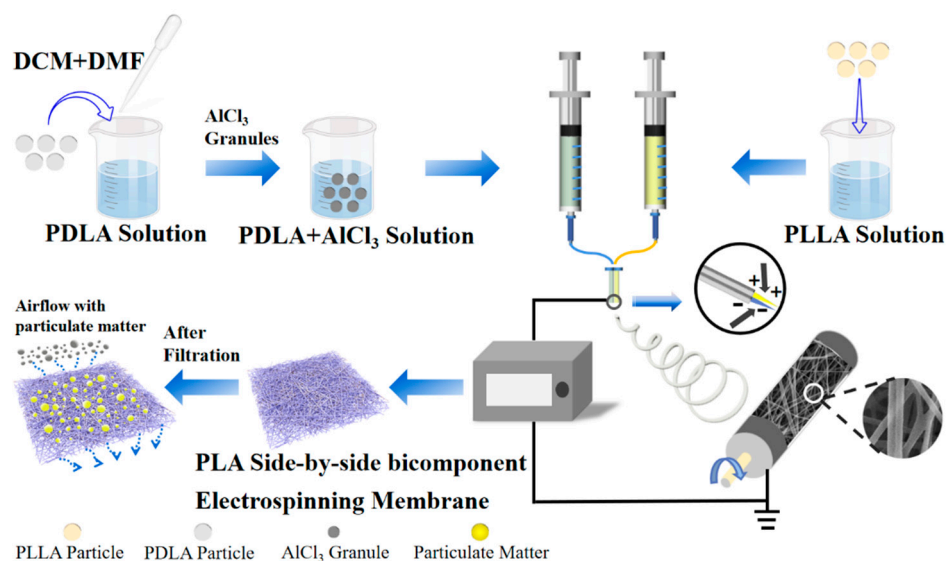 DCM+DMF
AlCl₃
Granules
PDLA Solution
PDLA+AlCl₃ Solution
PLLA Solution
+
+
-
-
Airflow with
particulate matter
After
Filtration
PLA Side-by-side bicomponent
Electrospinning Membrane
PLLA Particle
PDLA Particle
AlCl₃ Granule
Particulate Matter